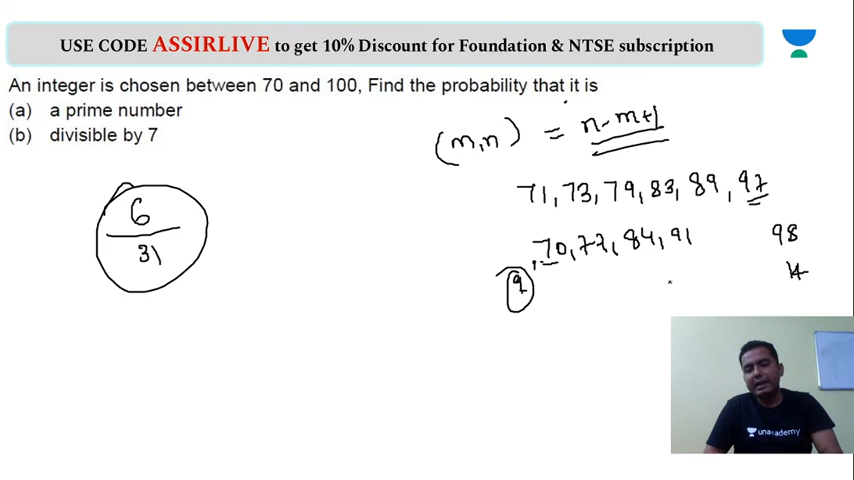 USE CODE ASSIRLIVE to get 10% Discount for Foundation & NTSE subscription
An integer is chosen between 70 and 100, Find the probability that it is
(a) a prime number
(b) divisible by 7
(m,n) = n-m+1
71, 73, 79, 83, 89, 97
6
31
70, 77, 84, 91
98
14
9
unacademy